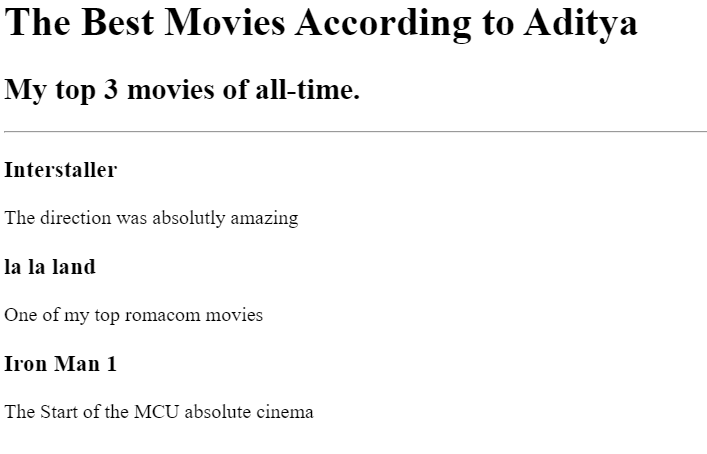 The Best Movies According to Aditya
My top 3 movies of all-time.
Interstaller
The direction was absolutly amazing
la la land
One of my top romacom movies
Iron Man 1
The Start of the MCU absolute cinema